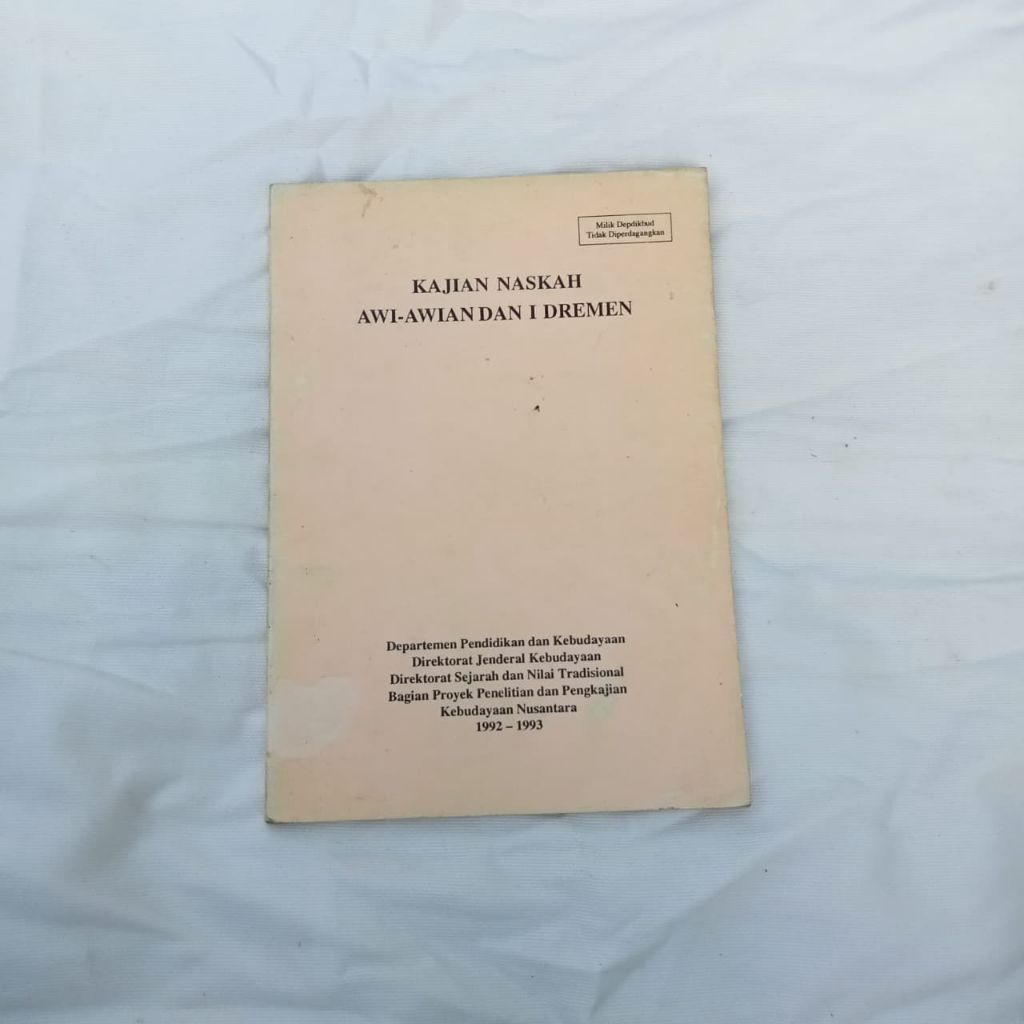 Milik Depdikbud
Tidak Diperdagangkan
KAJIAN NASKAH
AWI-AWIAN DAN I DREMEN
Departemen Pendidikan dan Kebudayaan
Direktorat Jenderal Kebudayaan
Direktorat Sejarah dan Nilai Tradisional
Bagian Proyek Penelitian dan Pengkajian
Kebudayaan Nusantara
1992 – 1993